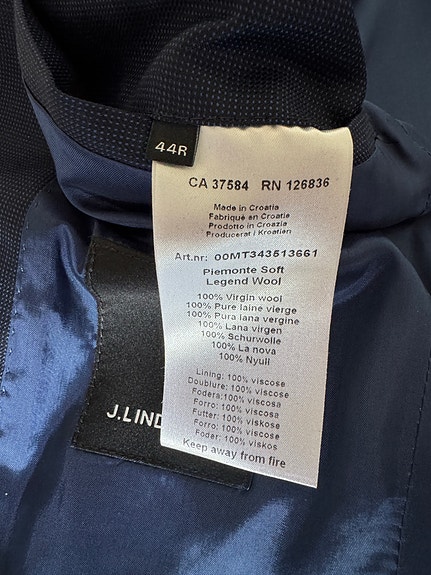 44R
CA 37584 RN 126836
Made in Croatia
Fabriqué en Croatie
Prodotto in Croazia
Producerat i Kroatien
Art.nr: 00MT343513661
Piemonte Soft
Legend Wool
100% Virgin wool
100% Pure laine vierge
100% Pura lana vergine
100% Lana virgen
100% Schurwolle
100% La nova
100% Nyull
Lining: 100% viscose
Doublure: 100% viscose
Fodera:100% viscosa
Futter: 100% viskose
Forro: 100% viscosa
Forro: 100% viscose
Foder: 100% viskos
Keep away from fire
J.LIND